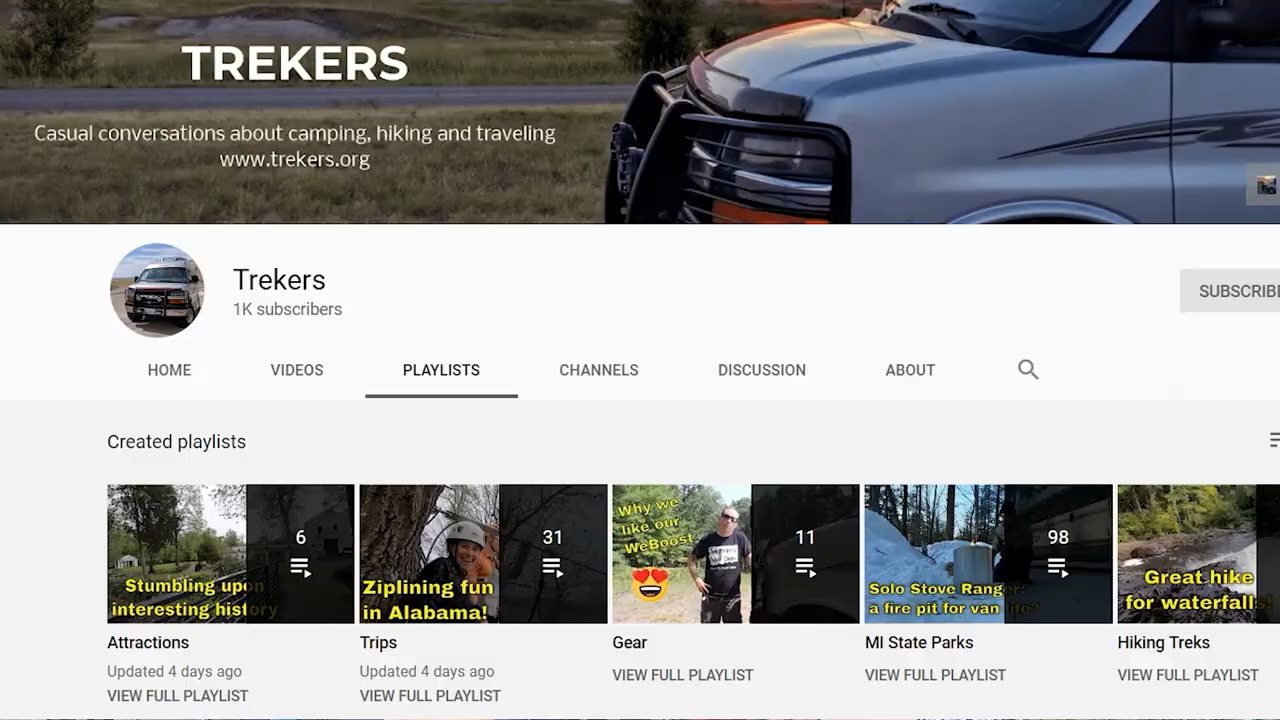 TREKERS
Casual conversations about camping, hiking and traveling
www.trekers.org
Trekers
1K subscribers
SUBSCRIBE
HOME
VIDEOS
PLAYLISTS
CHANNELS
DISCUSSION
ABOUT
Created playlists
6
Stumbling upon
interesting history
31
Ziplining fun
in Alabama!
Why we
like our
WeBoost
11
98
Solo Stove Ranger:
a fire pit for van life?
Great hike
for waterfalls!
Attractions
Updated 4 days ago
VIEW FULL PLAYLIST
Trips
Updated 4 days ago
VIEW FULL PLAYLIST
Gear
VIEW FULL PLAYLIST
MI State Parks
VIEW FULL PLAYLIST
Hiking Treks
VIEW FULL PLAYLIST